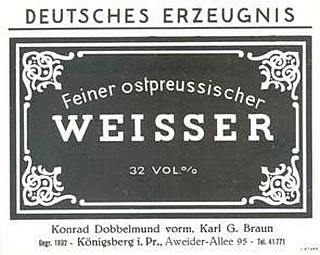 DEUTSCHES ERZEUGNIS
Feiner ostpreussischer
WEISSER
32 VOL%
Konrad Dobbelmund vorm. Karl G. Braun
Gegr. 1892 - Königsberg i. Pr., Aweider-Allee 95 - Tel. 41771